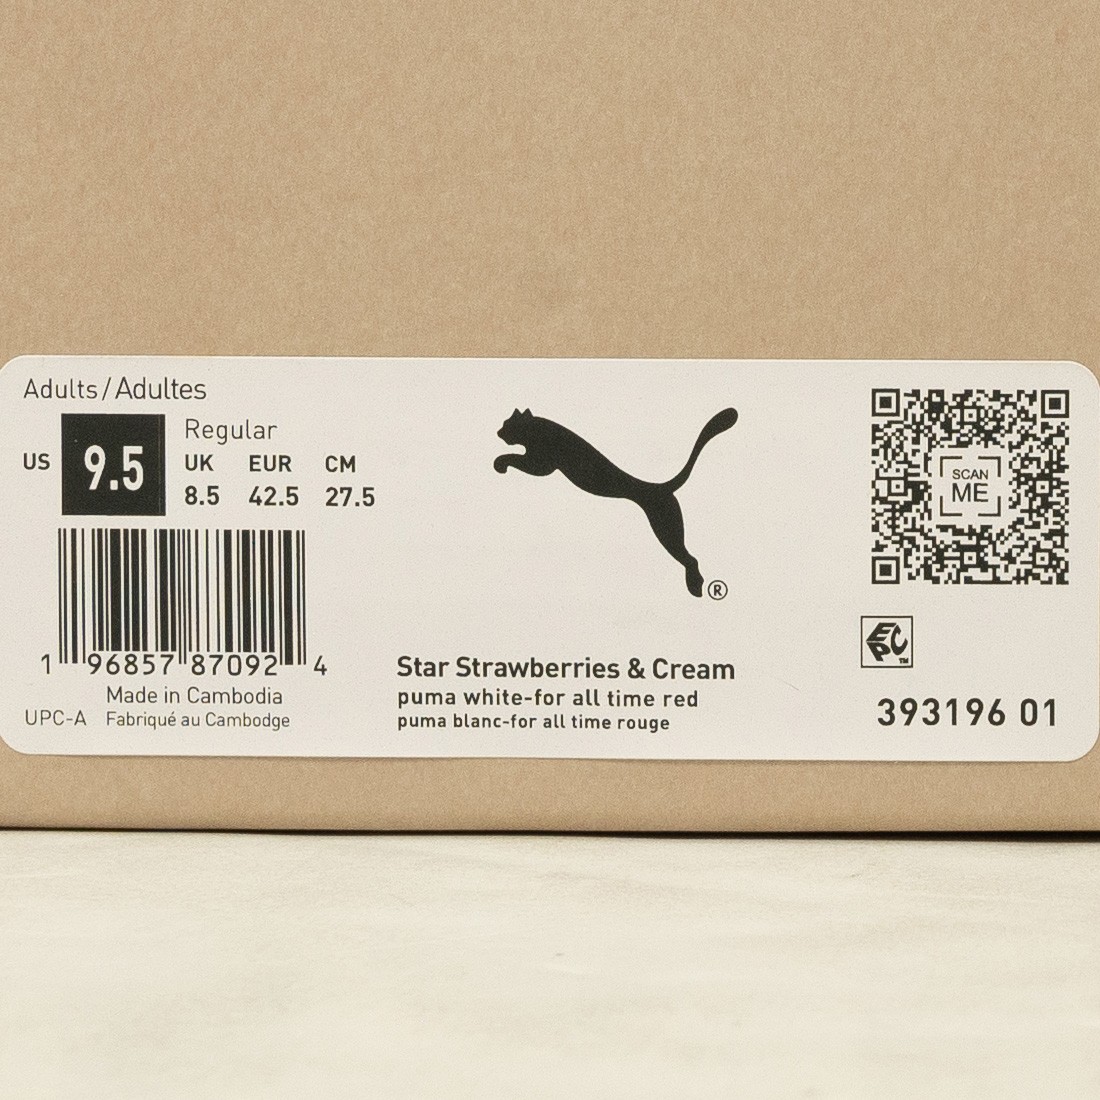 Adults/Adultes
US 9.5
Regular
UK EUR CM
8.5 42.5 27.5
1 96857 87092 4
Made in Cambodia
UPC-A Fabriqué au Cambodge
®
Star Strawberries & Cream
puma white-for all time red
puma blanc-for all time rouge
SCAN
ME
EPC™
393196 01